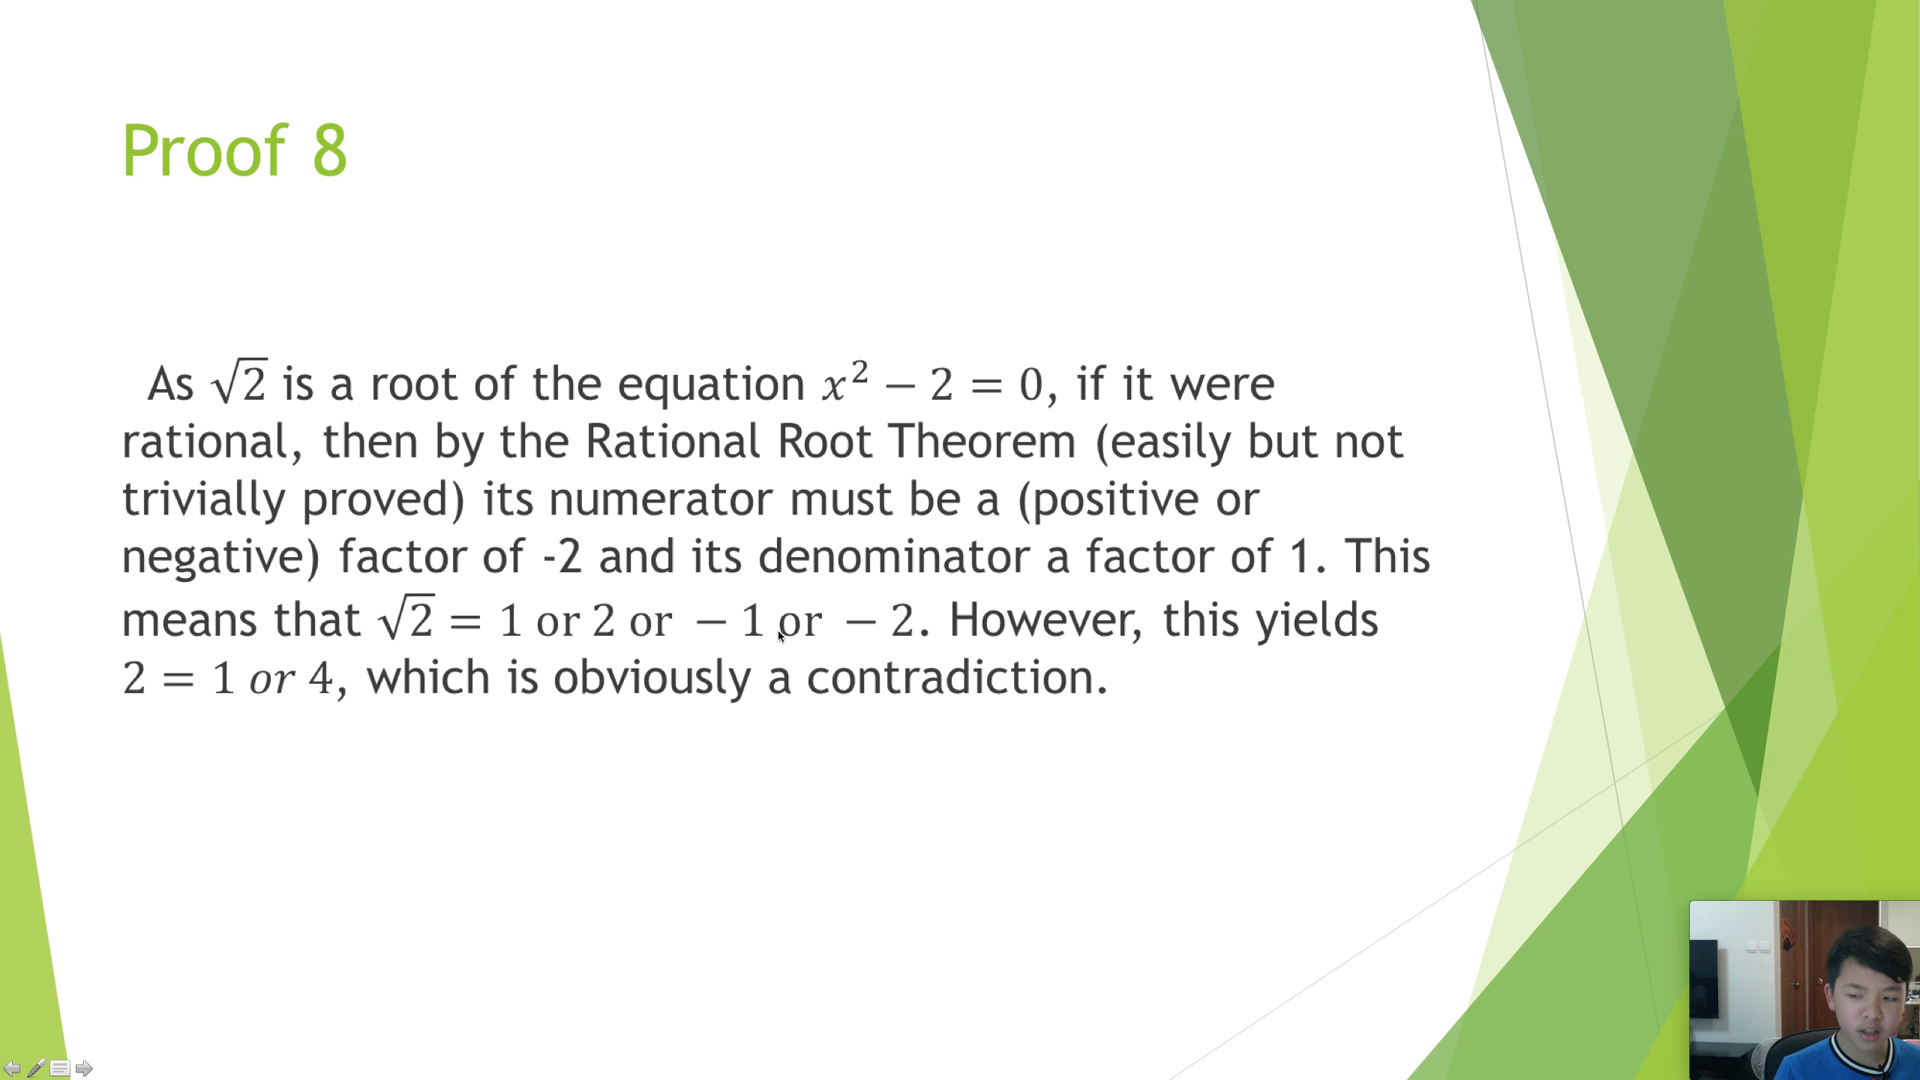 Proof 8
As √2 is a root of the equation x² − 2 = 0, if it were
rational, then by the Rational Root Theorem (easily but not
trivially proved) its numerator must be a (positive or
negative) factor of -2 and its denominator a factor of 1. This
means that √2 = 1 or 2 or − 1 or − 2. However, this yields
2 = 1 or 4, which is obviously a contradiction.